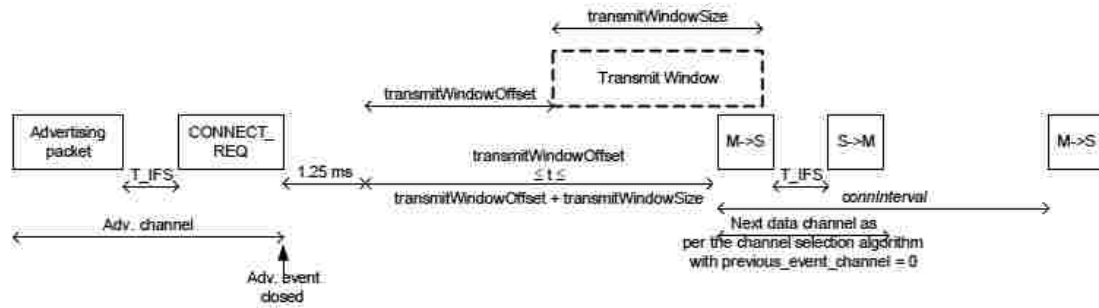 transmitWindowSize
Transmit Window
transmitWindowOffset
Advertising
packet
CONNECT_
REQ
M->S
S->M
M->S
T_IFS
1.25 ms
transmitWindowOffset
≤ t ≤
transmitWindowOffset + transmitWindowSize
T_IFS
connInterval
Adv. channel
Next data channel as
per the channel selection algorithm
with previous_event_channel = 0
Adv. event
closed